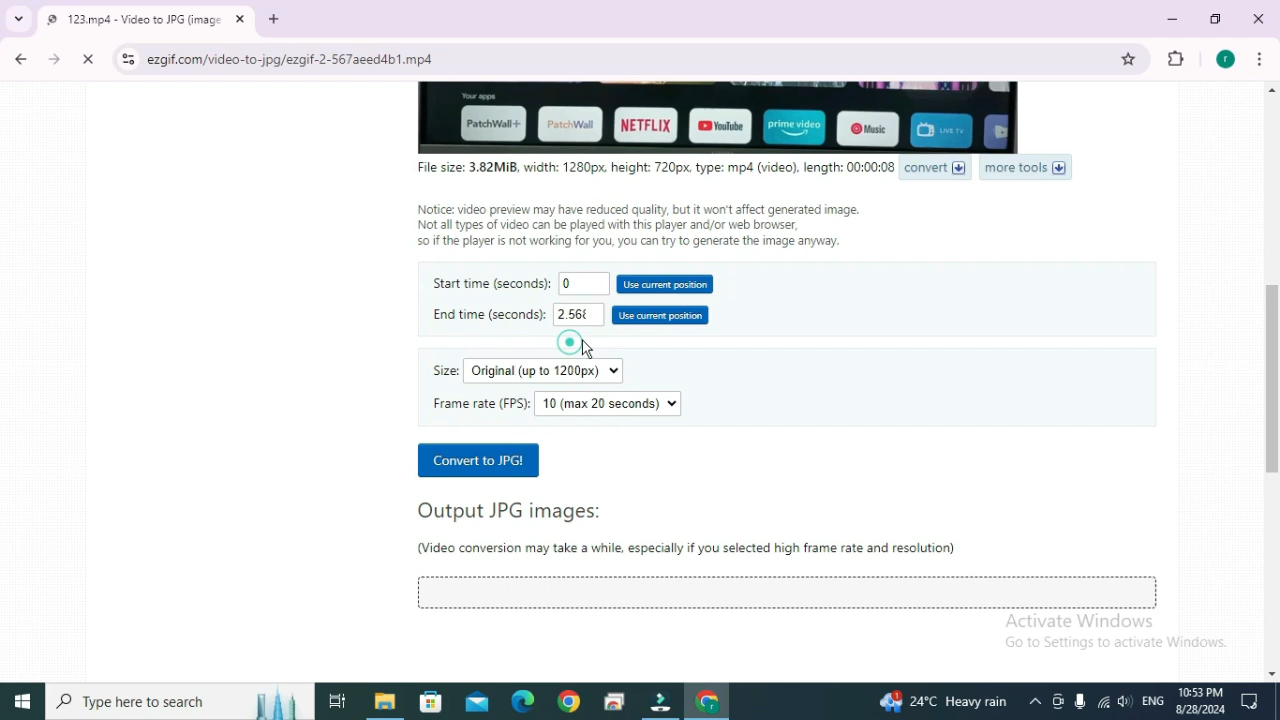 123.mp4 - Video to JPG (image
ezgif.com/video-to-jpg/ezgif-2-567aeed4b1.mp4
r
Your apps
PatchWall+ PatchWall NETFLIX YouTube prime video Music LIVE TV
File size: 3.82MiB, width: 1280px, height: 720px, type: mp4 (video), length: 00:00:08 convert more tools
Notice: video preview may have reduced quality, but it won't affect generated image.
Not all types of video can be played with this player and/or web browser,
so if the player is not working for you, you can try to generate the image anyway.
Start time (seconds): 0 Use current position
End time (seconds): 2.568 Use current position
Size: Original (up to 1200px)
Frame rate (FPS): 10 (max 20 seconds)
Convert to JPG!
Output JPG images:
(Video conversion may take a while, especially if you selected high frame rate and resolution)
Activate Windows
Go to Settings to activate Windows.
Type here to search
1 24°C Heavy rain ENG
10:53 PM
8/28/2024